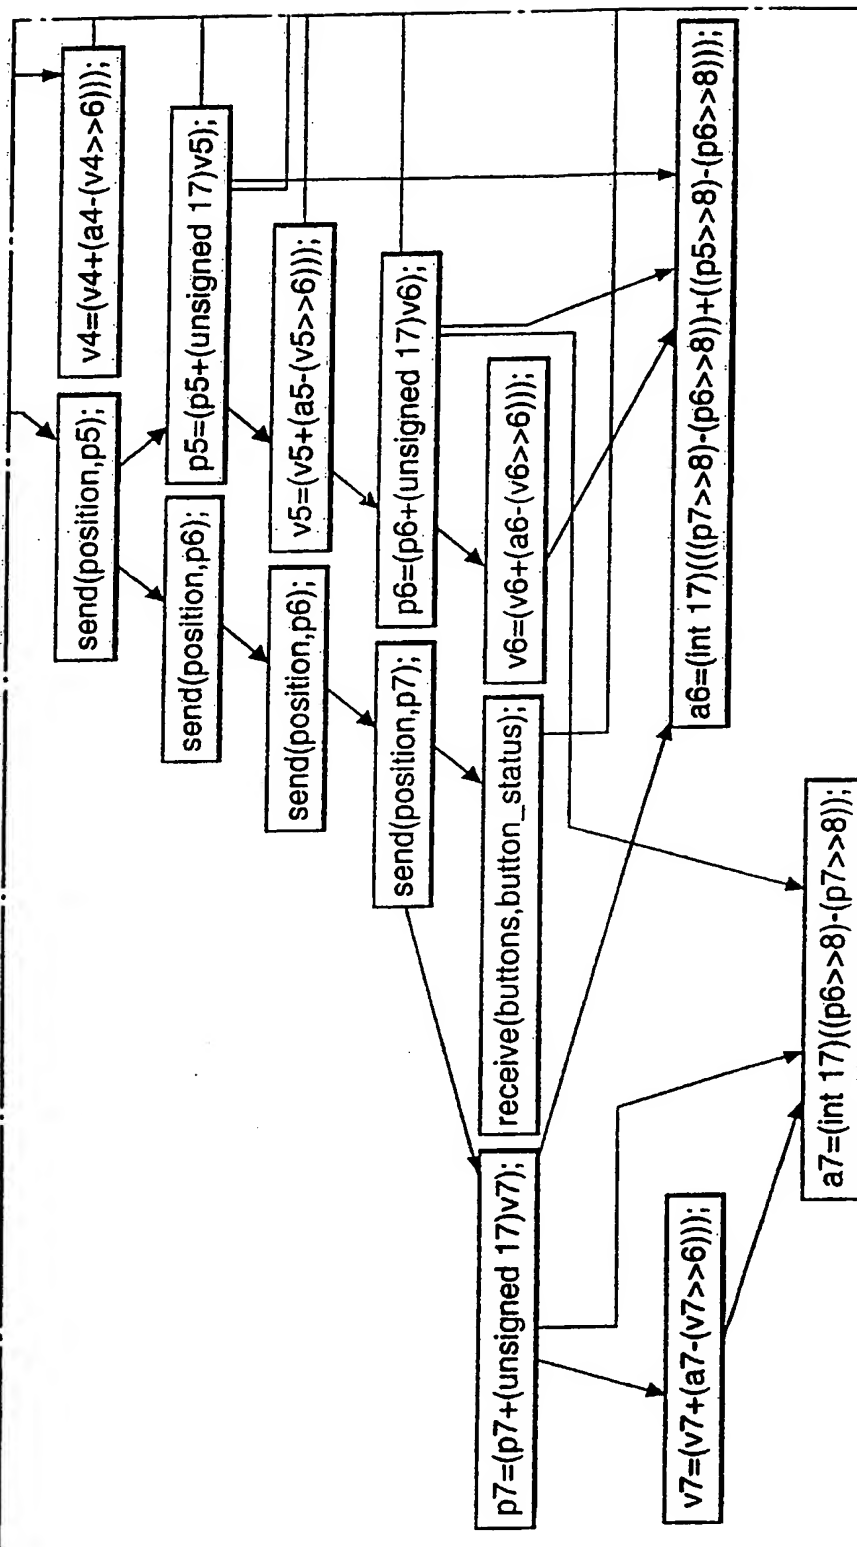 v4=(v4+(a4-(v4>>6)));
send(position,p5);
p5=(p5+(unsigned 17)v5);
send(position,p6);
v5=(v5+(a5-(v5>>6)));
send(position,p6);
p6=(p6+(unsigned 17)v6);
send(position,p7);
v6=(v6+(a6-(v6>>6)));
receive(buttons,button_status);
p7=(p7+(unsigned 17)v7);
a6=(int 17)(((p7>>8)-(p6>>8))+((p5>>8)-(p6>>8)));
v7=(v7+(a7-(v7>>6)));
a7=(int 17)((p6>>8)-(p7>>8));